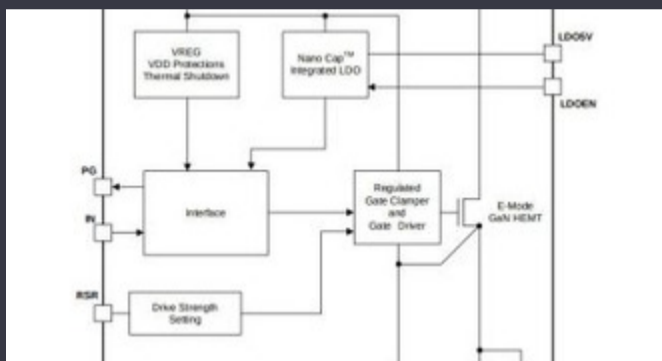 VREG
VDD Protections
Thermal Shutdown
Nano Cap™
Integrated LDO
LDO5V
LDOEN
PG
IN
Interface
Regulated
Gate Clamper
and
Gate Driver
E-Mode
GaN HEMT
RSR
Drive Strength
Setting